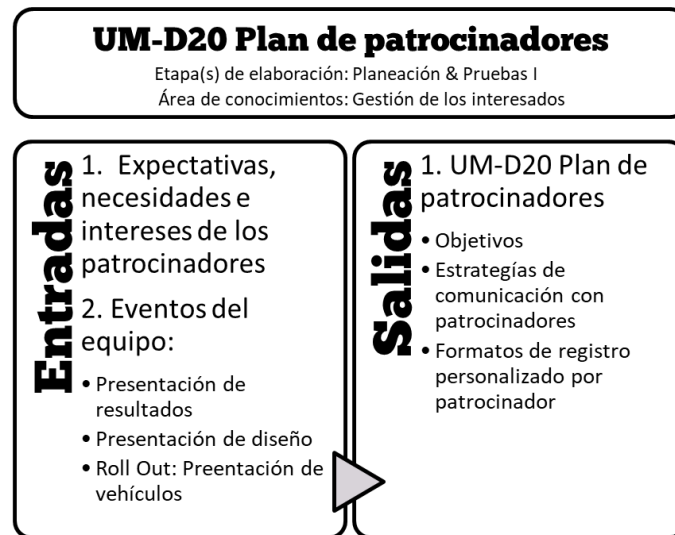 UM-D20 Plan de patrocinadores
Etapa(s) de elaboración: Planeación & Pruebas I
Área de conocimientos: Gestión de los interesados
Entradas
1. Expectativas,
necesidades e
intereses de los
patrocinadores
2. Eventos del
equipo:
• Presentación de
resultados
• Presentación de diseño
• Roll Out: Preentación de
vehículos
Salidas
1. UM-D20 Plan de
patrocinadores
• Objetivos
• Estrategías de
comunicación con
patrocinadores
• Formatos de registro
personalizado por
patrocinador